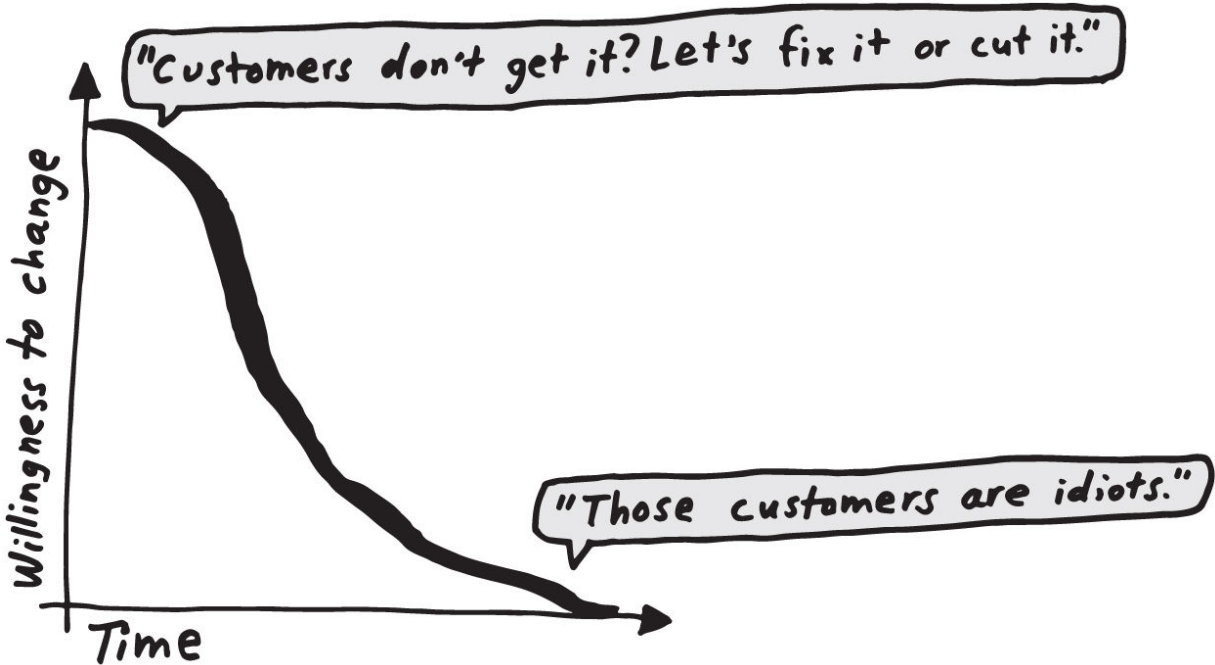 "Customers don't get it? Let's fix it or cut it."
Willingness to change
"Those customers are idiots."
Time